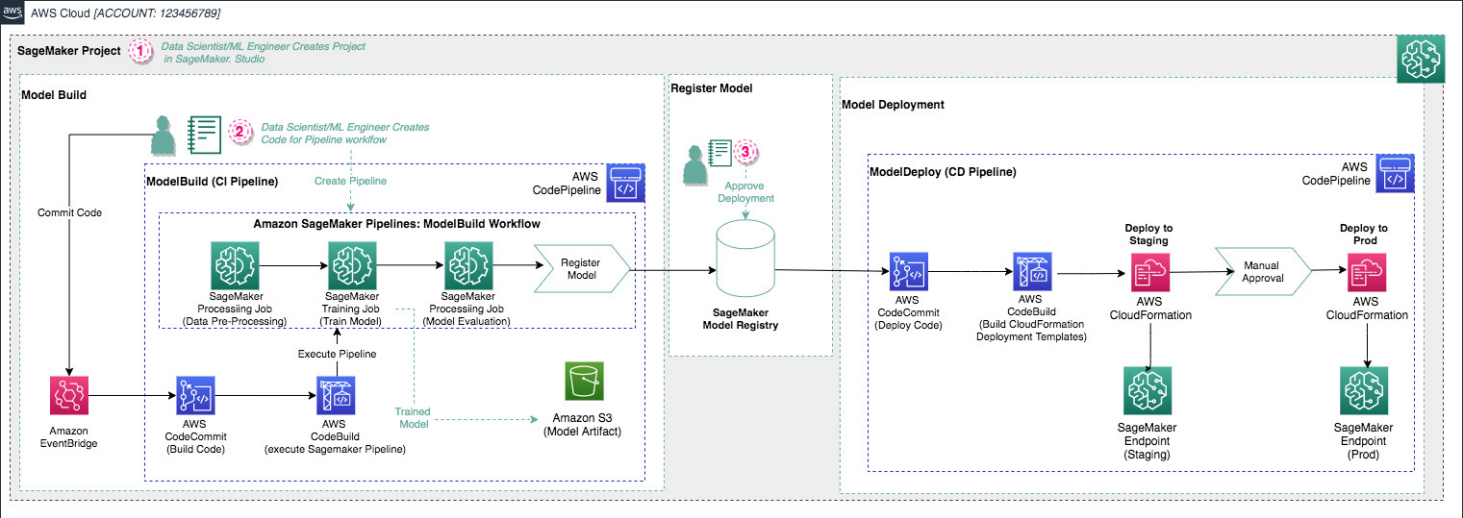 aws
AWS Cloud [ACCOUNT: 123456789]
SageMaker Project
1
Data Scientist/ML Engineer Creates Project
in SageMaker. Studio
Model Build
2
Data Scientist/ML Engineer Creates
Code for Pipeline worklfow
Commit Code
ModelBuild (CI Pipeline)
Create Pipeline
AWS
CodePipeline
Amazon SageMaker Pipelines: ModelBuild Workflow
SageMaker
Processiing Job
(Data Pre-Processing)
SageMaker
Training Job
(Train Model)
SageMaker
Processiing Job
(Model Evaluation)
Register
Model
Execute Pipeline
Amazon
EventBridge
AWS
CodeCommit
(Build Code)
AWS
CodeBuild
(execute Sagemaker Pipeline)
Trained
Model
Amazon S3
(Model Artifact)
Register Model
3
Approve
Deployment
SageMaker
Model Registry
Model Deployment
ModelDeploy (CD Pipeline)
AWS
CodePipeline
AWS
CodeCommit
(Deploy Code)
AWS
CodeBuild
(Build CloudFormation
Deployment Templates)
Deploy to
Staging
AWS
CloudFormation
Manual
Approval
Deploy to
Prod
AWS
CloudFormation
SageMaker
Endpoint
(Staging)
SageMaker
Endpoint
(Prod)